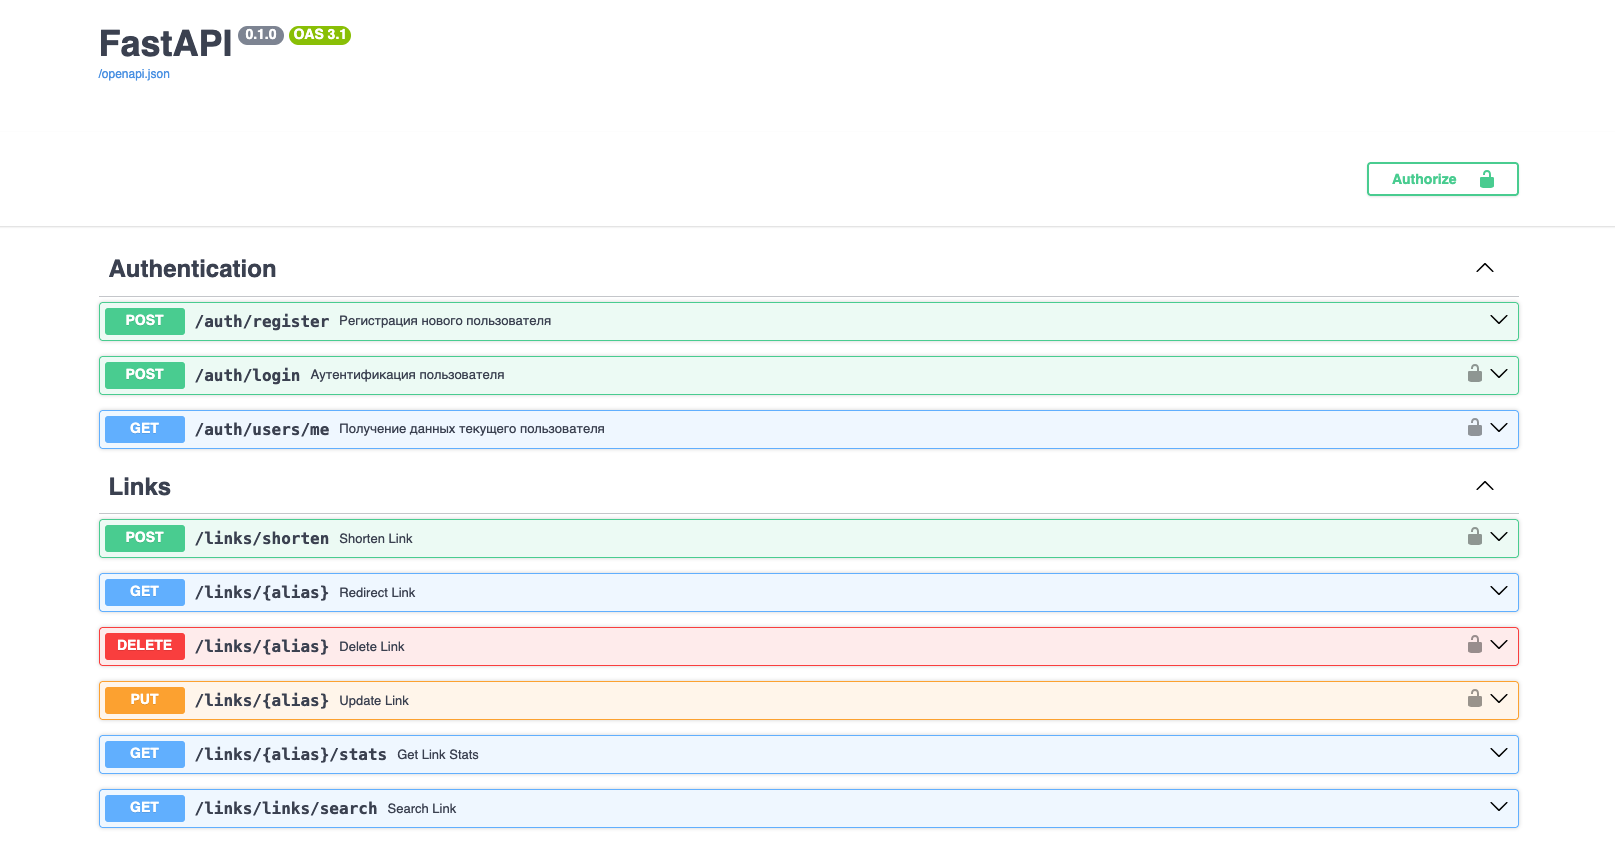 FastAPI 0.1.0 OAS 3.1
/openapi.json
Authorize
Authentication
POST /auth/register Регистрация нового пользователя
POST /auth/login Аутентификация пользователя
GET /auth/users/me Получение данных текущего пользователя
Links
POST /links/shorten Shorten Link
GET /links/{alias} Redirect Link
DELETE /links/{alias} Delete Link
PUT /links/{alias} Update Link
GET /links/{alias}/stats Get Link Stats
GET /links/links/search Search Link